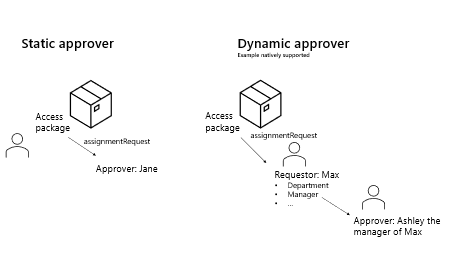 Static approver
Access
package
assignmentRequest
Approver: Jane
Dynamic approver
Example natively supported
Access
package
assignmentRequest
Requestor: Max
• Department
• Manager
• ...
Approver: Ashley the
manager of Max